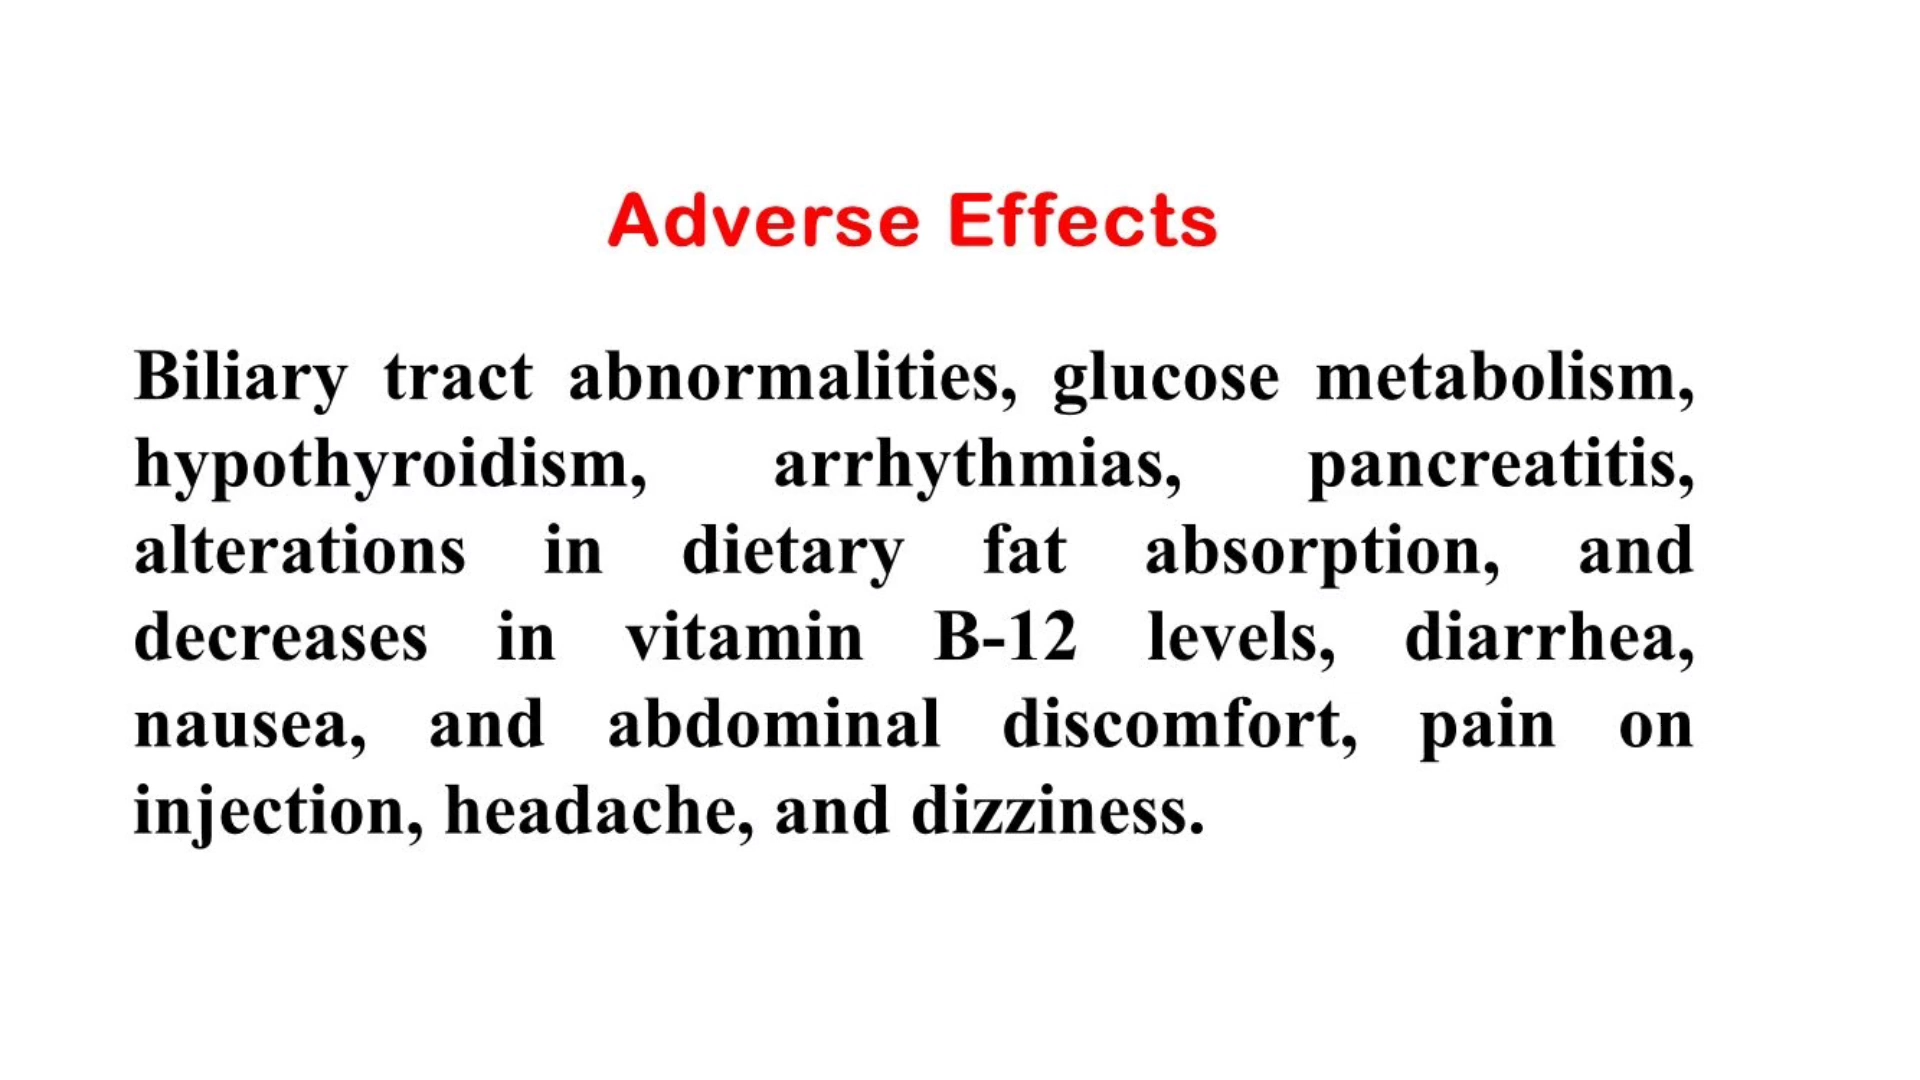 Adverse Effects
Biliary tract abnormalities, glucose metabolism,
hypothyroidism, arrhythmias, pancreatitis,
alterations in dietary fat absorption, and
decreases in vitamin B-12 levels, diarrhea,
nausea, and abdominal discomfort, pain on
injection, headache, and dizziness.